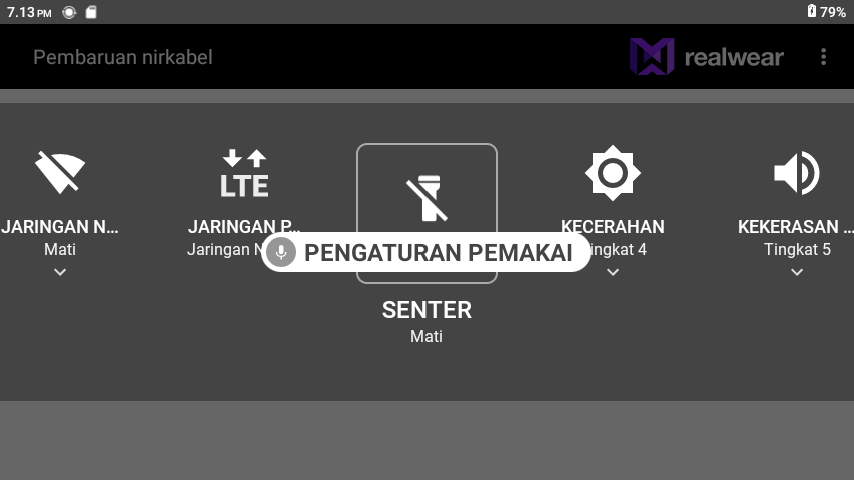 7.13 PM
79%
Pembaruan nirkabel
realwear
LTE
JARINGAN N...
Mati
JARINGAN P...
Jaringan N
KECERAHAN
ingkat 4
KEKERASAN ...
Tingkat 5
PENGATURAN PEMAKAI
SENTER
Mati